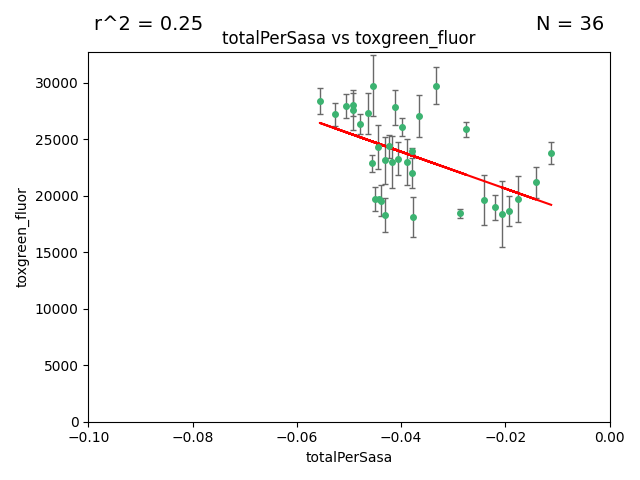 r^2 = 0.25
N = 36
totalPerSasa vs toxgreen_fluor
30000
25000
20000
15000
10000
5000
0
toxgreen_fluor
−0.10
−0.08
−0.06
−0.04
−0.02
0.00
totalPerSasa